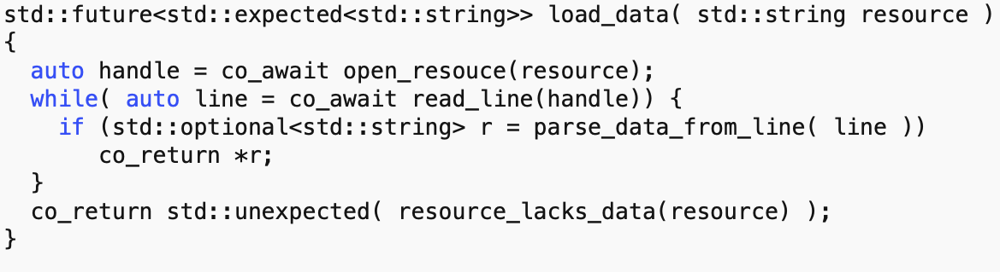 std::future<std::expected<std::string>> load_data( std::string resource )
{
  auto handle = co_await open_resouce(resource);
  while( auto line = co_await read_line(handle)) {
    if (std::optional<std::string> r = parse_data_from_line( line ))
       co_return *r;
  }
  co_return std::unexpected( resource_lacks_data(resource) );
}